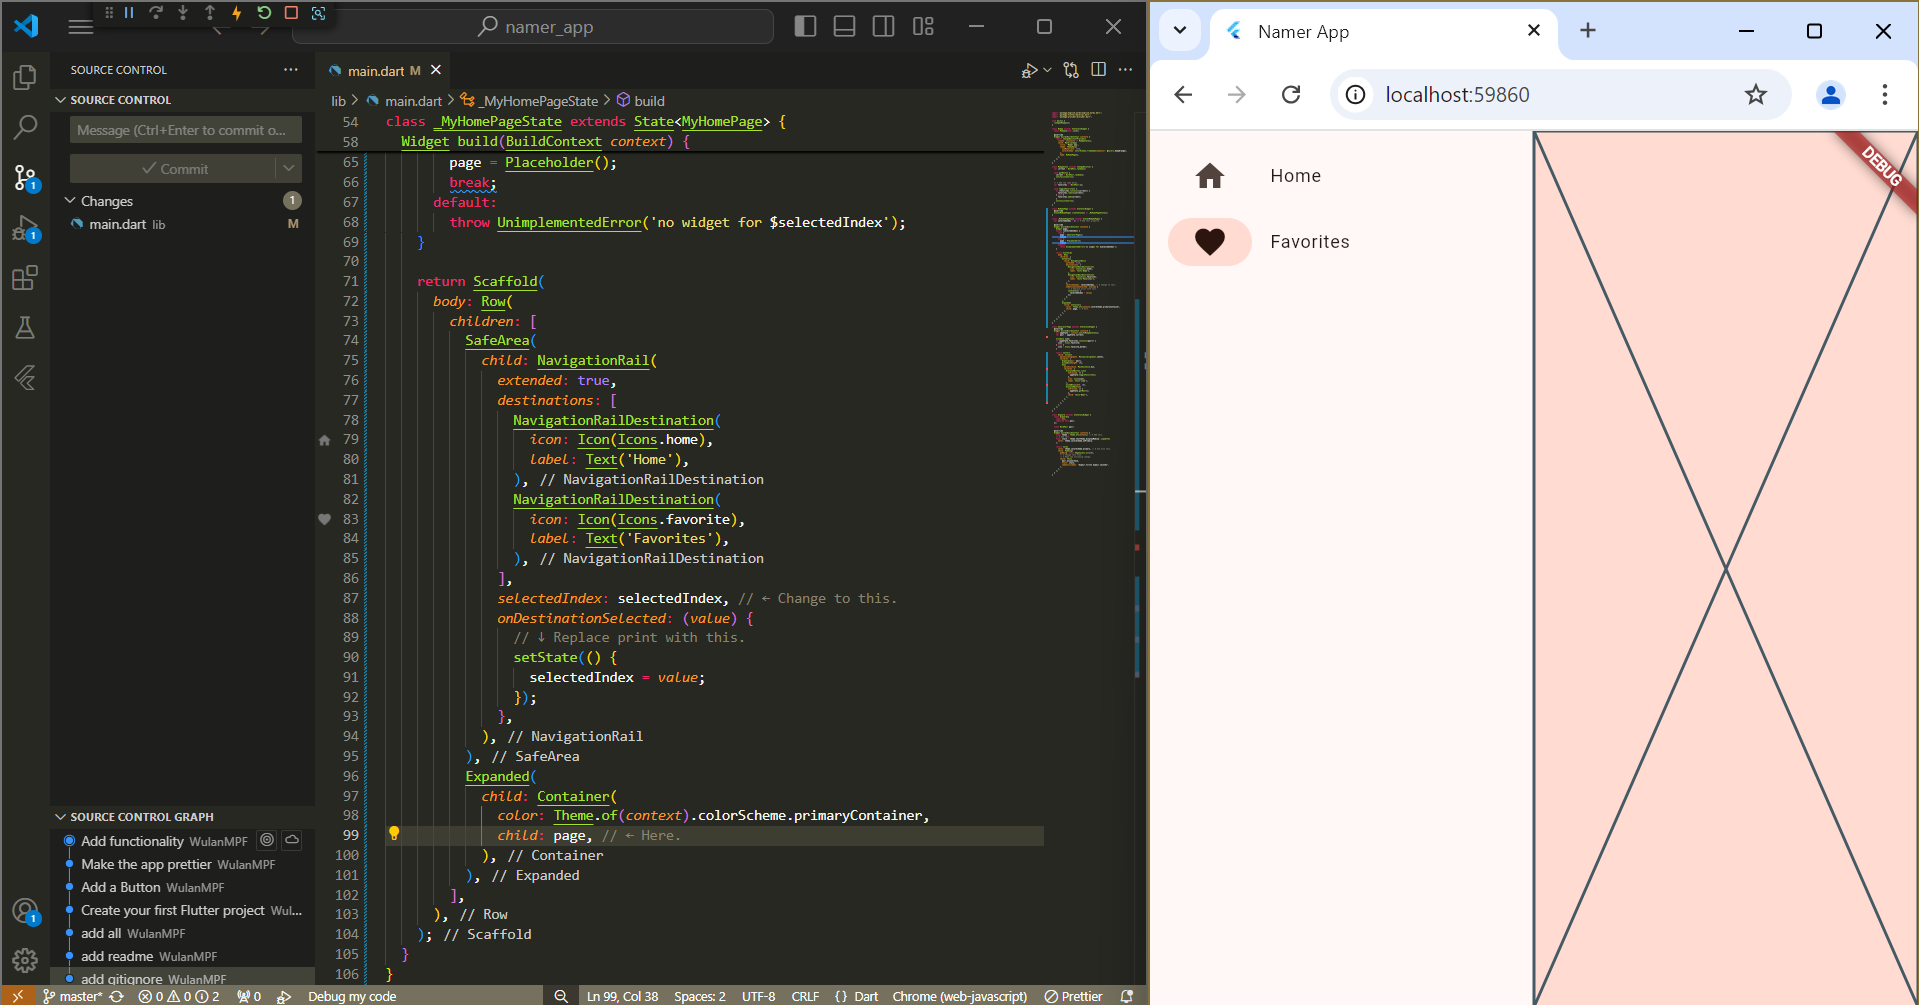 namer_app
SOURCE CONTROL
SOURCE CONTROL
Message (Ctrl+Enter to commit o...
Commit
Changes 1
main.dart lib M
SOURCE CONTROL GRAPH
Add functionality WulanMPF
Make the app prettier WulanMPF
Add a Button WulanMPF
Create your first Flutter project Wul...
add all WulanMPF
add readme WulanMPF
add gitignore WulanMPF
1
1
1
main.dart M
lib > main.dart > _MyHomePageState > build
54 class _MyHomePageState extends State<MyHomePage> {
58 Widget build(BuildContext context) {
65 page = Placeholder();
66 break;
67 default:
68 throw UnimplementedError('no widget for $selectedIndex');
69 }
70
71 return Scaffold(
72 body: Row(
73 children: [
74 SafeArea(
75 child: NavigationRail(
76 extended: true,
77 destinations: [
78 NavigationRailDestination(
79 icon: Icon(Icons.home),
80 label: Text('Home'),
81 ), // NavigationRailDestination
82 NavigationRailDestination(
83 icon: Icon(Icons.favorite),
84 label: Text('Favorites'),
85 ), // NavigationRailDestination
86 ],
87 selectedIndex: selectedIndex, // ← Change to this.
88 onDestinationSelected: (value) {
89 // ↓ Replace print with this.
90 setState(() {
91 selectedIndex = value;
92 });
93 },
94 ), // NavigationRail
95 ), // SafeArea
96 Expanded(
97 child: Container(
98 color: Theme.of(context).colorScheme.primaryContainer,
99 child: page, // ← Here.
100 ), // Container
101 ), // Expanded
102 ],
103 ), // Row
104 ); // Scaffold
105 }
106 }
master* 0 0 2 0 Debug my code Ln 99, Col 38 Spaces: 2 UTF-8 CRLF {} Dart Chrome (web-javascript) Prettier
Namer App
localhost:59860
Home
Favorites
DEBUG